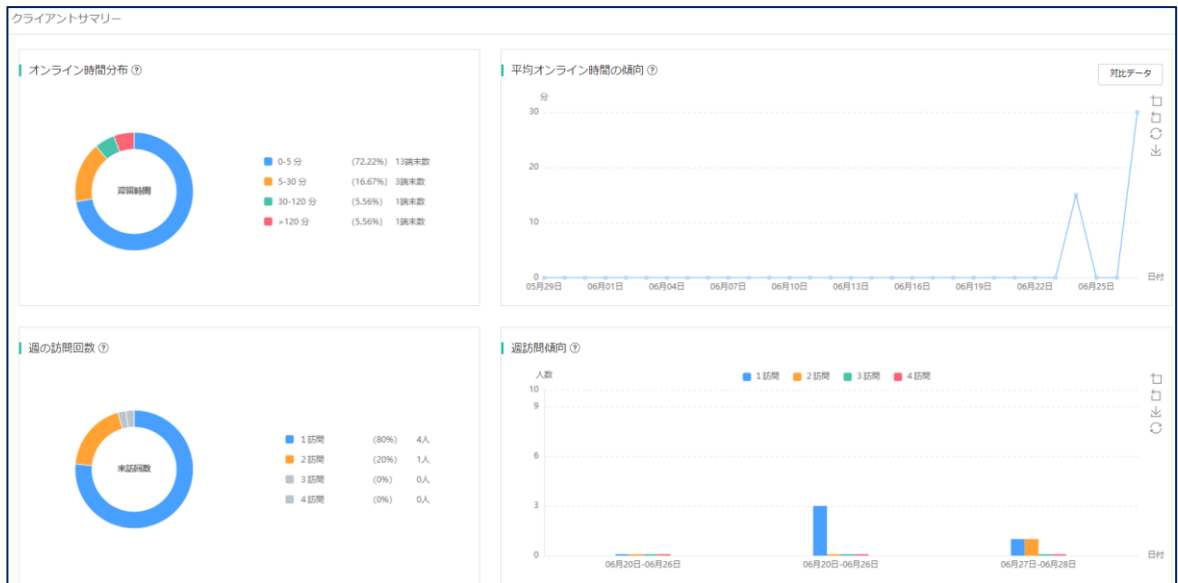 クライアントサマリー
オンライン時間分布 ?
滞留時間
0-5 分 (72.22%) 13端末数
5-30 分 (16.67%) 3端末数
30-120 分 (5.56%) 1端末数
>120 分 (5.56%) 1端末数
平均オンライン時間の傾向 ?
対比データ
分
30
20
10
0
05月29日 06月01日 06月04日 06月07日 06月10日 06月13日 06月16日 06月19日 06月22日 06月25日
日付
週の訪問回数 ?
来訪回数
1 訪問 (80%) 4人
2 訪問 (20%) 1人
3 訪問 (0%) 0人
4 訪問 (0%) 0人
週訪問傾向 ?
人数
1 訪問 2 訪問 3 訪問 4 訪問
10
9
6
3
0
06月20日-06月26日 06月20日-06月26日 06月27日-06月28日
日付